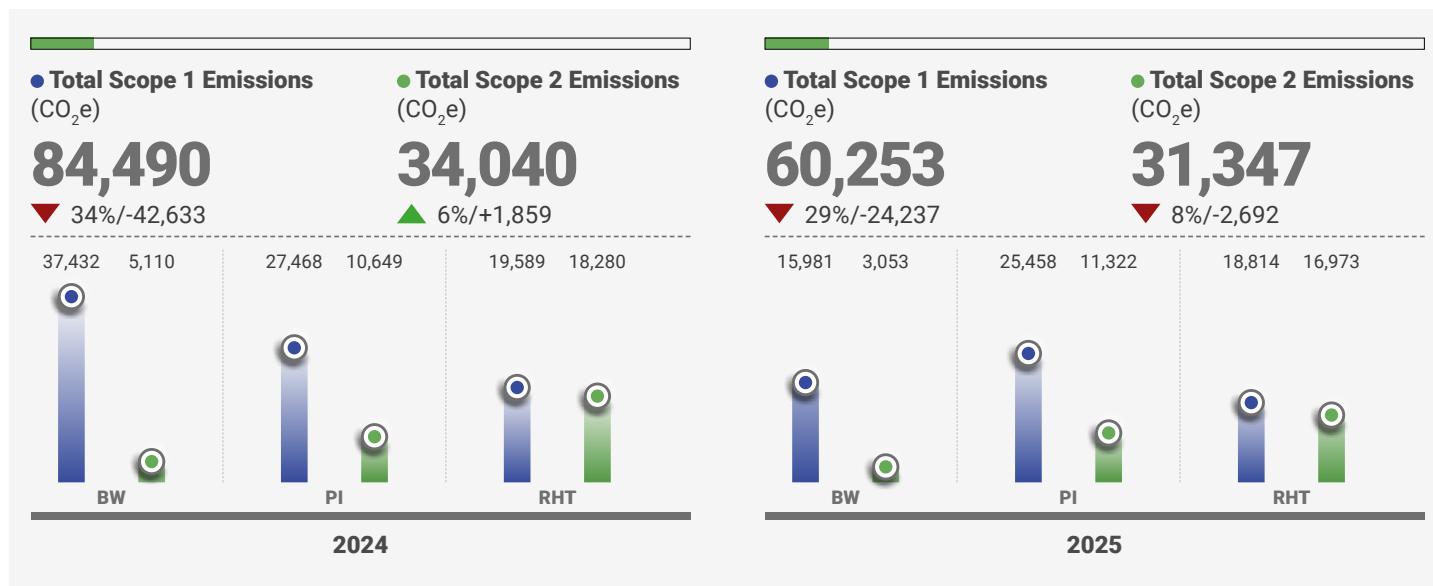 Total Scope 1 Emissions
(CO₂e)
84,490
34%/-42,633
Total Scope 2 Emissions
(CO₂e)
34,040
6%/+1,859
37,432 5,110
27,468 10,649
19,589 18,280
BW
PI
RHT
2024
Total Scope 1 Emissions
(CO₂e)
60,253
29%/-24,237
Total Scope 2 Emissions
(CO₂e)
31,347
8%/-2,692
15,981 3,053
25,458 11,322
18,814 16,973
BW
PI
RHT
2025